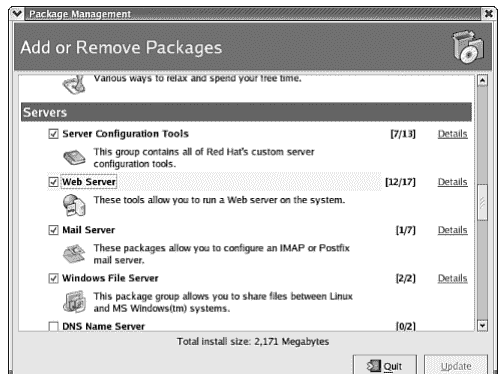 Package Management
Add or Remove Packages
Various ways to relax and spend your free time.
Servers
Server Configuration Tools [7/13] Details
This group contains all of Red Hat's custom server
configuration tools.
Web Server [12/17] Details
These tools allow you to run a Web server on the system.
Mail Server [1/7] Details
These packages allow you to configure an IMAP or Postfix
mail server.
Windows File Server [2/2] Details
This package group allows you to share files between Linux
and MS Windows(tm) systems.
DNS Name Server [0/2]
Total install size: 2,171 Megabytes
Quit Update